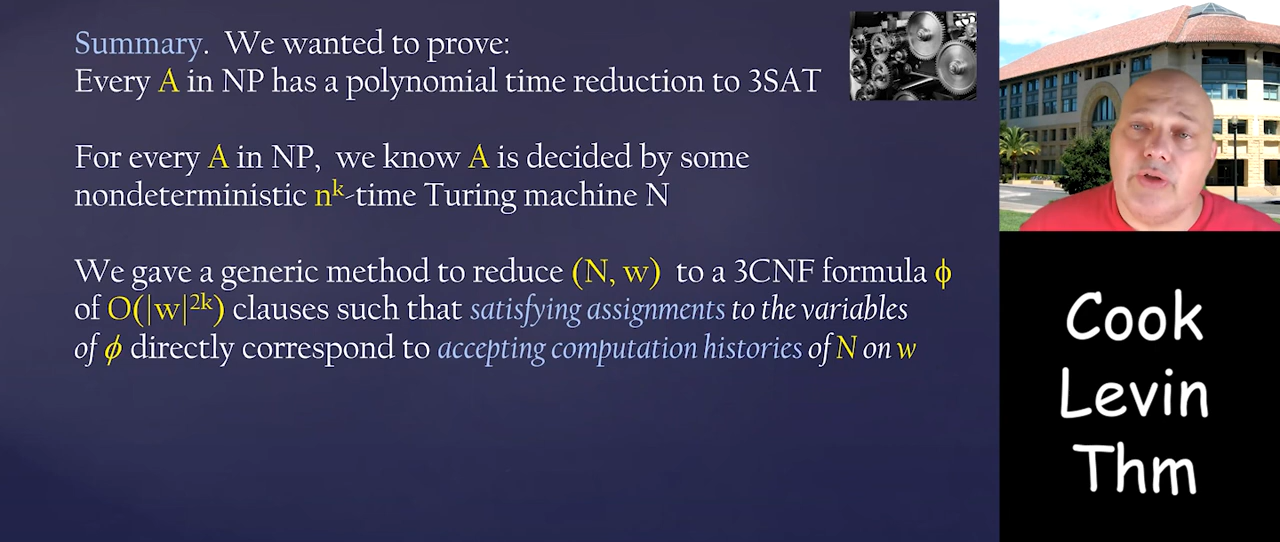 Summary. We wanted to prove:
Every A in NP has a polynomial time reduction to 3SAT
For every A in NP, we know A is decided by some
nondeterministic nᵏ-time Turing machine N
We gave a generic method to reduce (N, w) to a 3CNF formula ϕ
of O(|w|²ᵏ) clauses such that satisfying assignments to the variables
of ϕ directly correspond to accepting computation histories of N on w
Cook
Levin
Thm